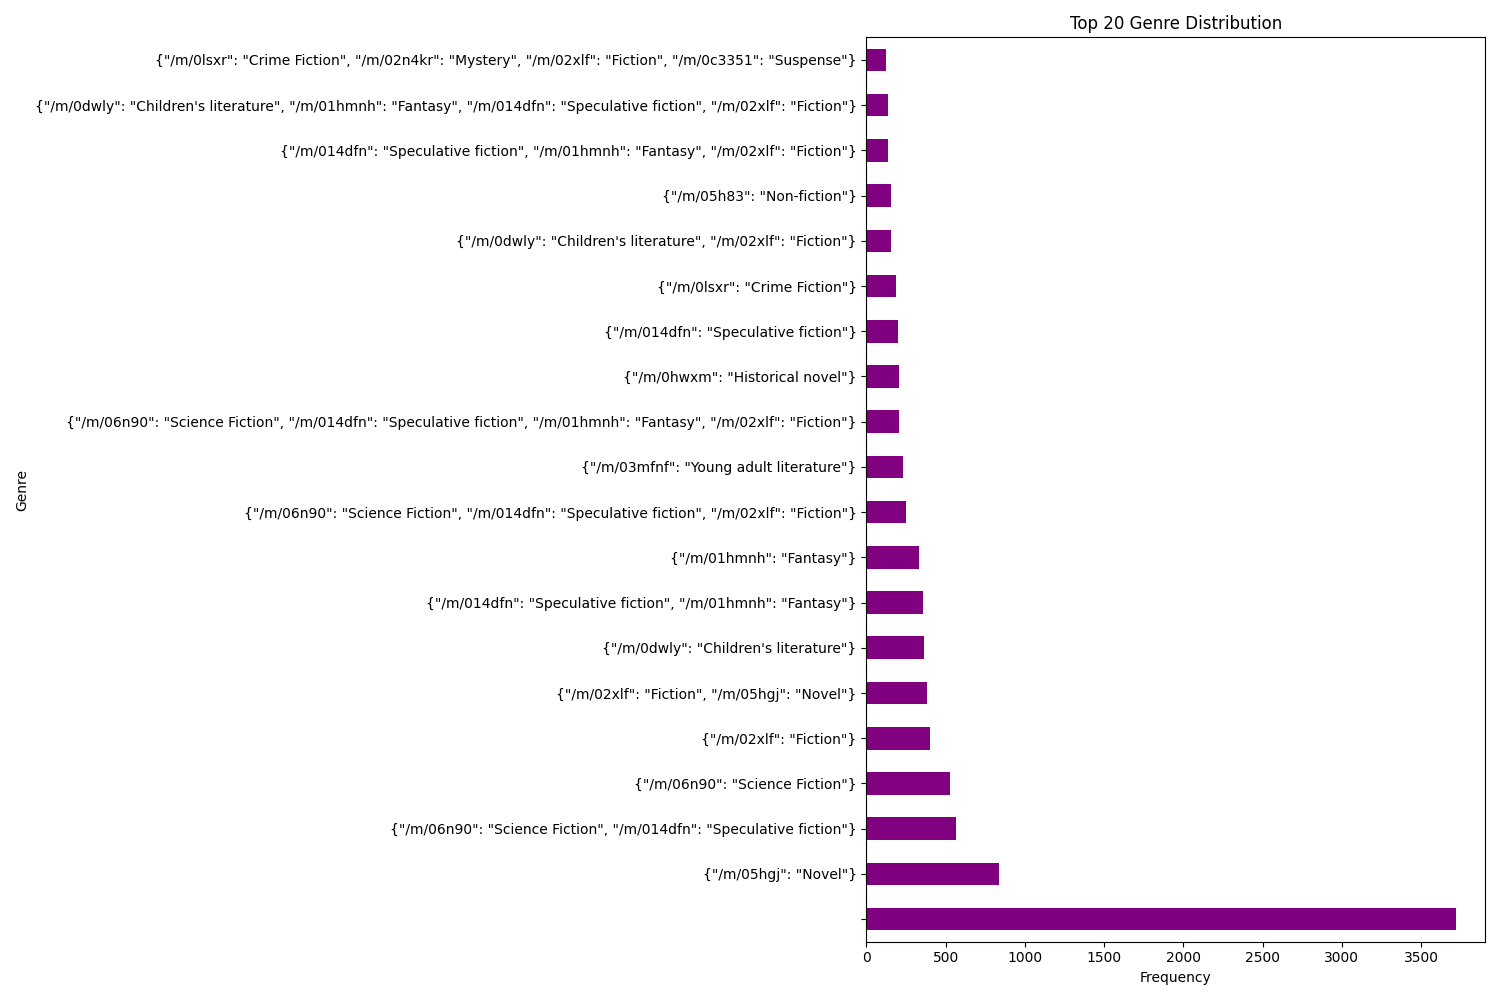 Top 20 Genre Distribution
{"/m/0lsxr": "Crime Fiction", "/m/02n4kr": "Mystery", "/m/02xlf": "Fiction", "/m/0c3351": "Suspense"}
{"/m/0dwly": "Children's literature", "/m/01hmnh": "Fantasy", "/m/014dfn": "Speculative fiction", "/m/02xlf": "Fiction"}
{"/m/014dfn": "Speculative fiction", "/m/01hmnh": "Fantasy", "/m/02xlf": "Fiction"}
{"/m/05h83": "Non-fiction"}
{"/m/0dwly": "Children's literature", "/m/02xlf": "Fiction"}
{"/m/0lsxr": "Crime Fiction"}
{"/m/014dfn": "Speculative fiction"}
{"/m/0hwxm": "Historical novel"}
{"/m/06n90": "Science Fiction", "/m/014dfn": "Speculative fiction", "/m/01hmnh": "Fantasy", "/m/02xlf": "Fiction"}
{"/m/03mfnf": "Young adult literature"}
{"/m/06n90": "Science Fiction", "/m/014dfn": "Speculative fiction", "/m/02xlf": "Fiction"}
{"/m/01hmnh": "Fantasy"}
{"/m/014dfn": "Speculative fiction", "/m/01hmnh": "Fantasy"}
{"/m/0dwly": "Children's literature"}
{"/m/02xlf": "Fiction", "/m/05hgj": "Novel"}
{"/m/02xlf": "Fiction"}
{"/m/06n90": "Science Fiction"}
{"/m/06n90": "Science Fiction", "/m/014dfn": "Speculative fiction"}
{"/m/05hgj": "Novel"}
Genre
0 500 1000 1500 2000 2500 3000 3500
Frequency